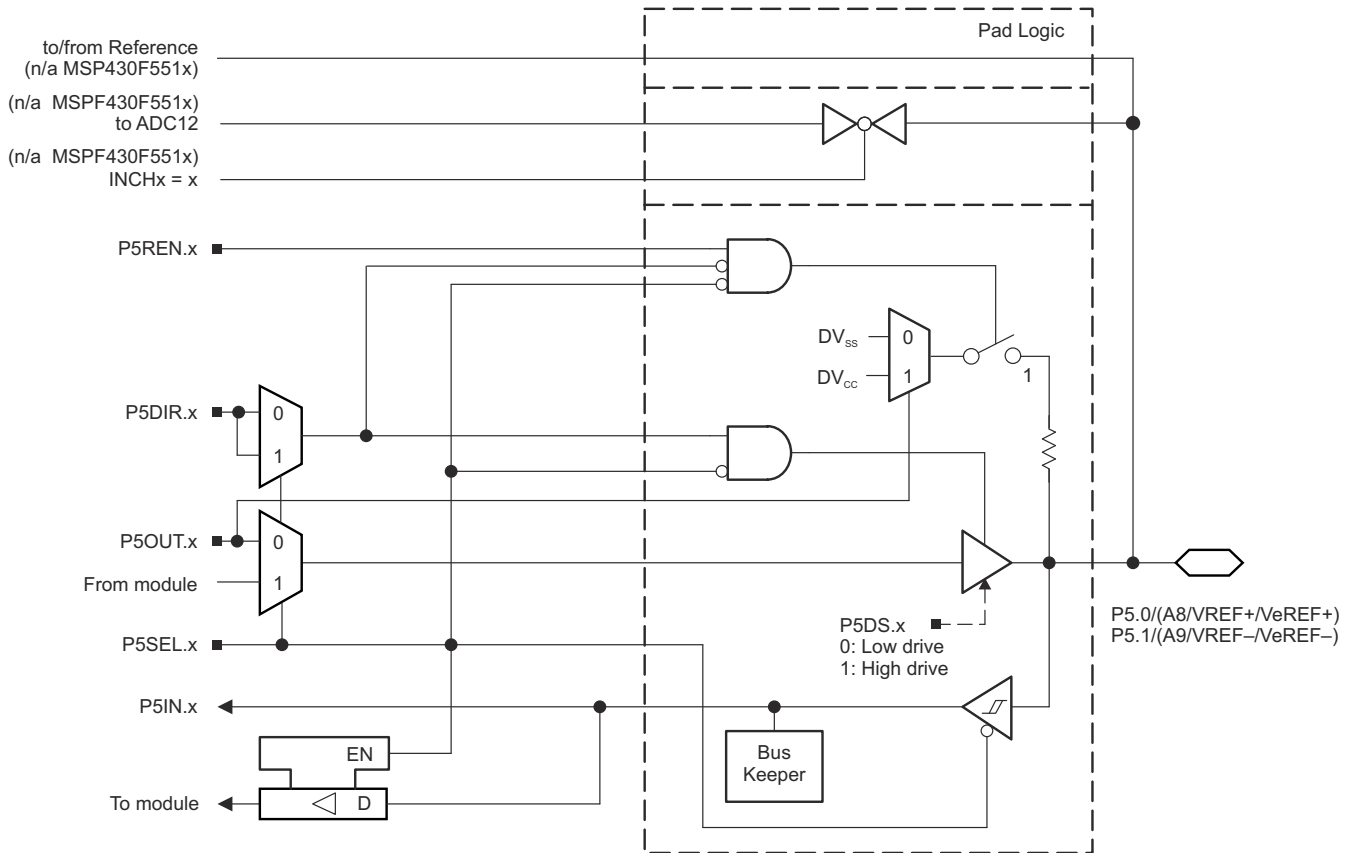 Pad Logic
to/from Reference
(n/a MSP430F551x)
(n/a MSPF430F551x)
to ADC12
(n/a MSPF430F551x)
INCHx = x
P5REN.x
DVSS
0
DVCC
1
1
P5DIR.x
0
1
P5OUT.x
0
From module
1
P5SEL.x
P5DS.x
0: Low drive
1: High drive
P5.0/(A8/VREF+/VeREF+)
P5.1/(A9/VREF–/VeREF–)
P5IN.x
Bus
Keeper
EN
To module
D